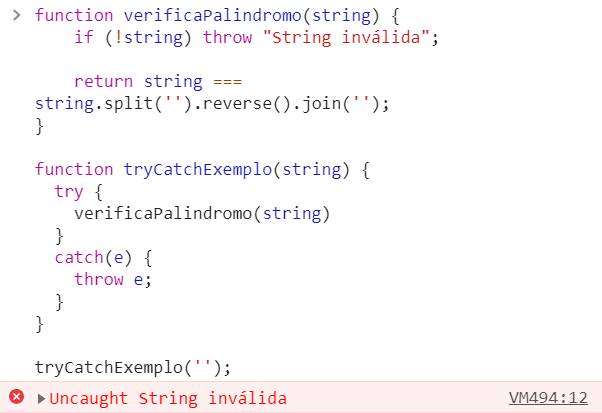 function verificaPalindromo(string) {
    if (!string) throw "String inválida";

    return string ===
string.split('').reverse().join('');
}

function tryCatchExemplo(string) {
  try {
    verificaPalindromo(string)
  }
  catch(e) {
    throw e;
  }
}

tryCatchExemplo('');
Uncaught String inválida VM494:12